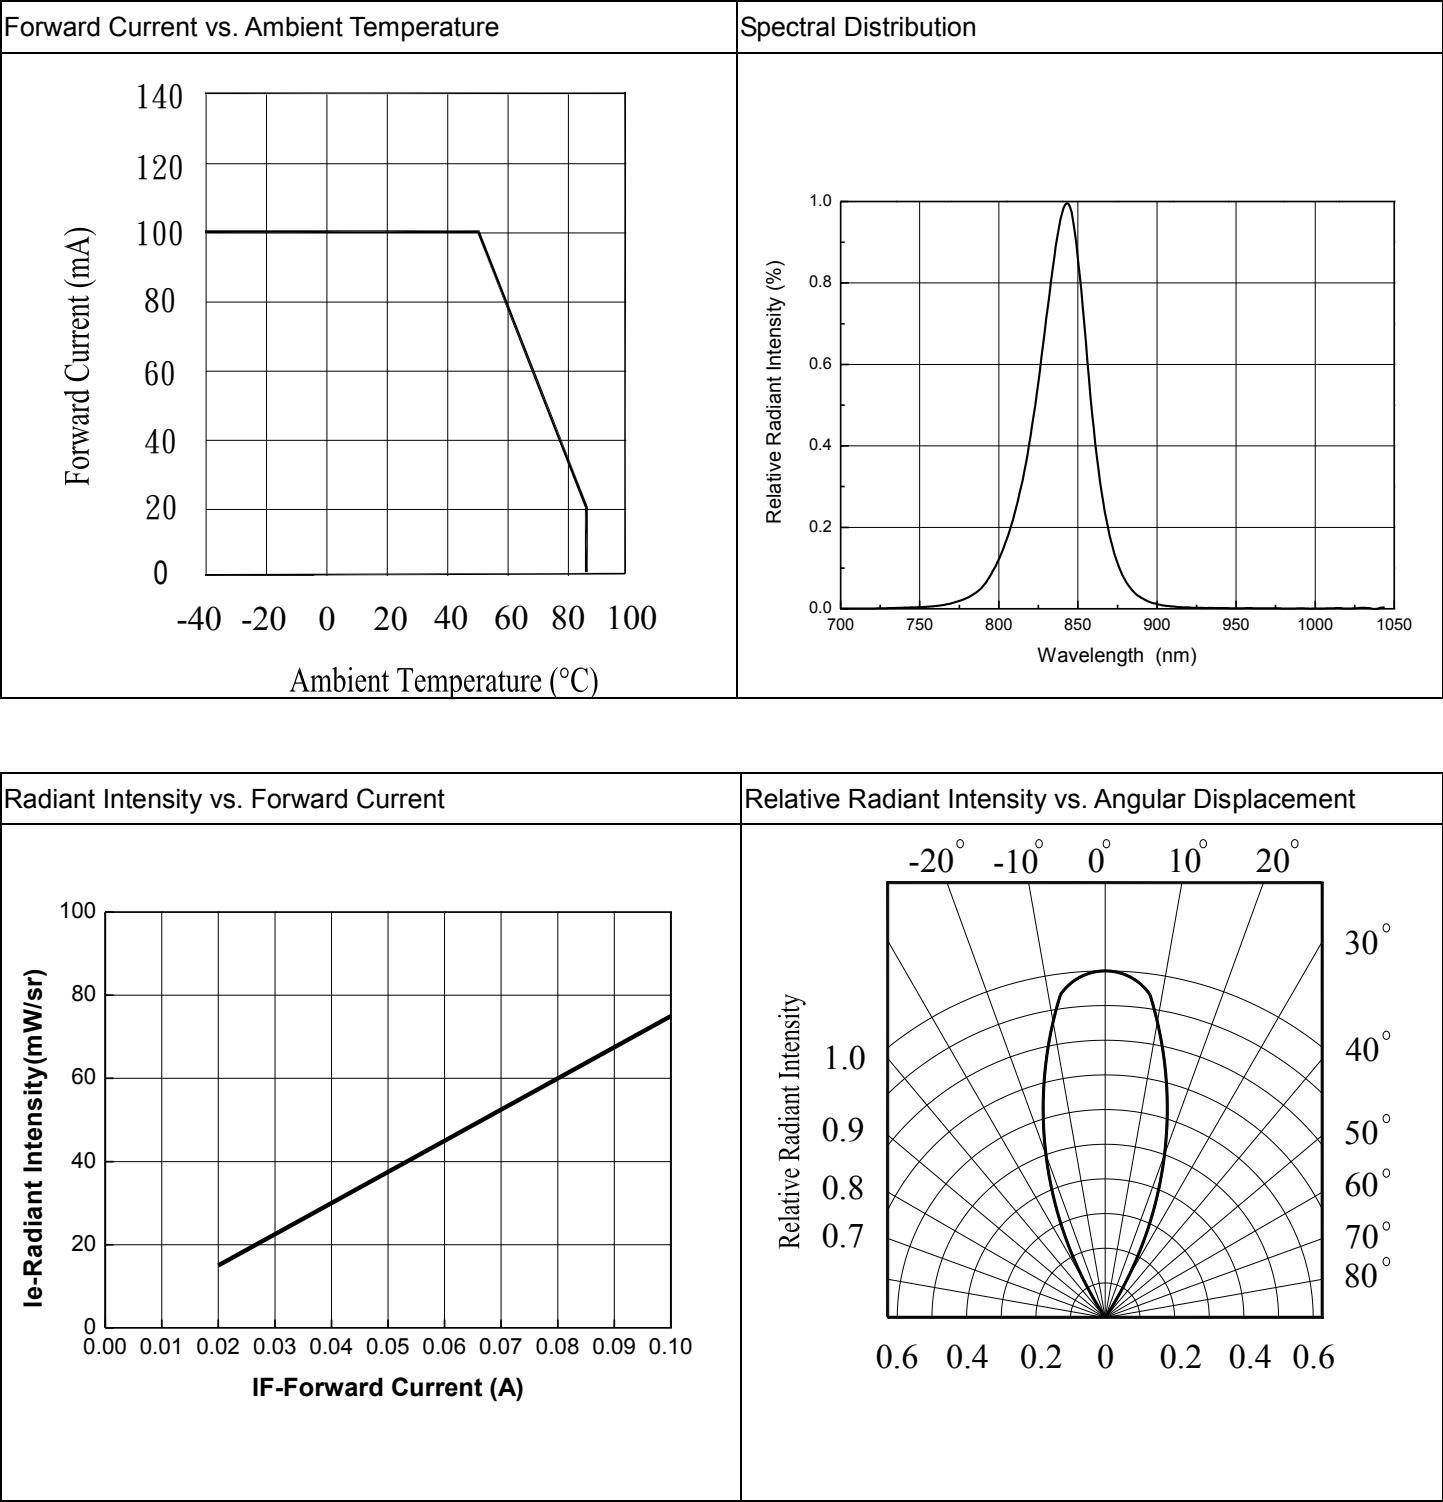 Forward Current vs. Ambient Temperature
Spectral Distribution
140
120
100
80
60
40
20
0
Forward Current (mA)
-40 -20 0 20 40 60 80 100
Ambient Temperature (°C)
1.0
0.8
0.6
0.4
0.2
0.0
Relative Radiant Intensity (%)
700 750 800 850 900 950 1000 1050
Wavelength (nm)
Radiant Intensity vs. Forward Current
Relative Radiant Intensity vs. Angular Displacement
100
80
60
40
20
0
Ie-Radiant Intensity(mW/sr)
0.00 0.01 0.02 0.03 0.04 0.05 0.06 0.07 0.08 0.09 0.10
IF-Forward Current (A)
-20° -10° 0° 10° 20°
30°
40°
50°
60°
70°
80°
Relative Radiant Intensity
1.0
0.9
0.8
0.7
0.6 0.4 0.2 0 0.2 0.4 0.6